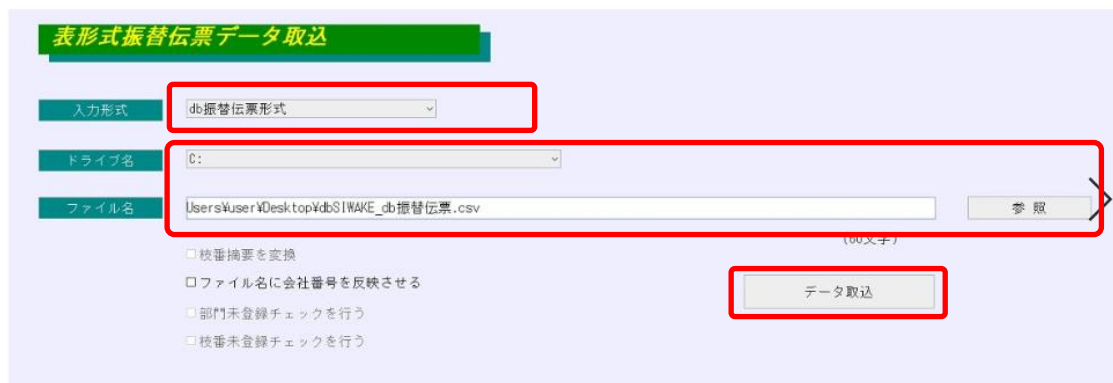 表形式振替伝票データ取込
入力形式 db振替伝票形式
ドライブ名 C:
ファイル名 Users¥user¥Desktop¥dbSIWAKE_db振替伝票.csv 参照
(60文字)
□枝番摘要を変換
□ファイル名に会社番号を反映させる
データ取込
□部門未登録チェックを行う
□枝番未登録チェックを行う